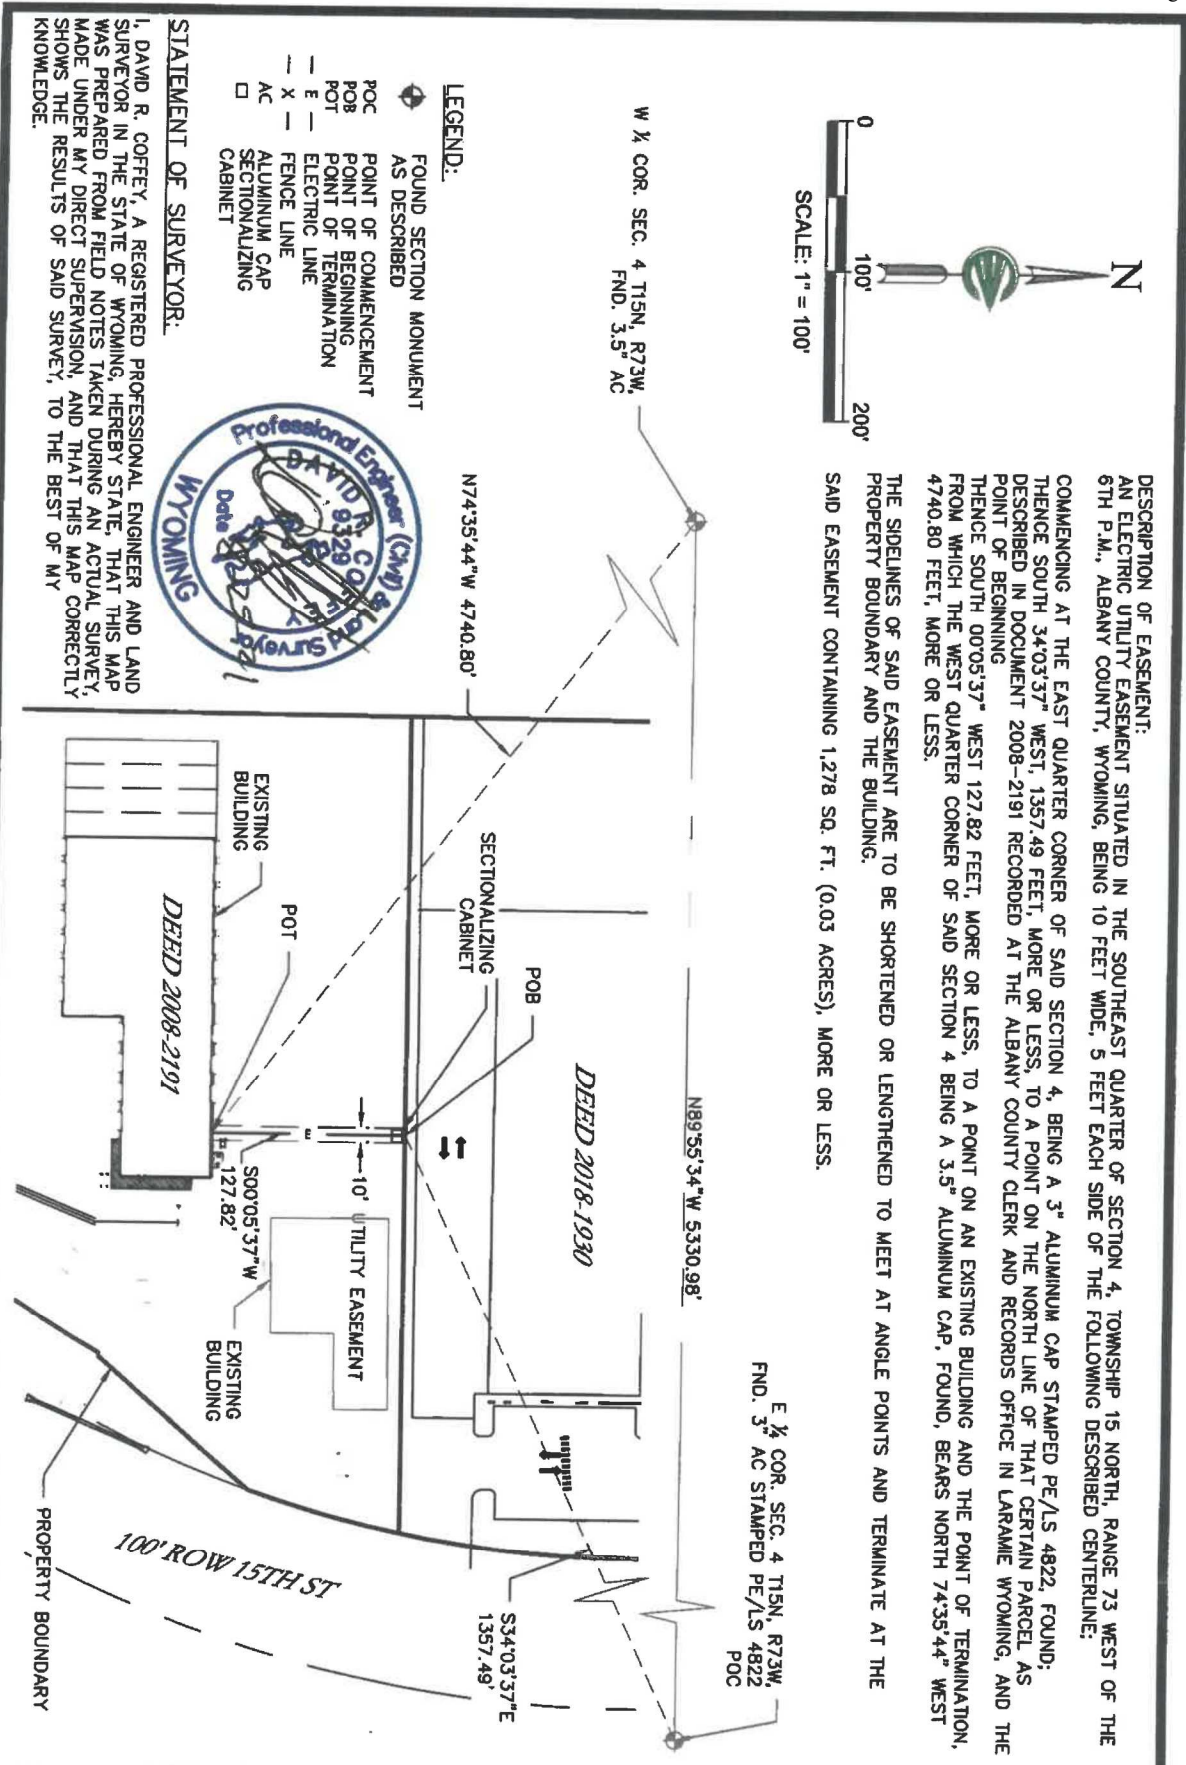 DESCRIPTION OF EASEMENT:
AN ELECTRIC UTILITY EASEMENT SITUATED IN THE SOUTHEAST QUARTER OF SECTION 4, TOWNSHIP 15 NORTH, RANGE 73 WEST OF THE
6TH P.M., ALBANY COUNTY, WYOMING, BEING 10 FEET WIDE, 5 FEET EACH SIDE OF THE FOLLOWING DESCRIBED CENTERLINE;
COMMENCING AT THE EAST QUARTER CORNER OF SAID SECTION 4, BEING A 3" ALUMINUM CAP STAMPED PE/LS 4822, FOUND;
THENCE SOUTH 34°03'37" WEST, 1357.49 FEET, MORE OR LESS, TO A POINT ON THE NORTH LINE OF THAT CERTAIN PARCEL AS
DESCRIBED IN DOCUMENT 2008-2191 RECORDED AT THE ALBANY COUNTY CLERK AND RECORDS OFFICE IN LARAMIE WYOMING, AND THE
POINT OF BEGINNING
THENCE SOUTH 00°05'37" WEST 127.82 FEET, MORE OR LESS, TO A POINT ON AN EXISTING BUILDING AND THE POINT OF TERMINATION,
FROM WHICH THE WEST QUARTER CORNER OF SAID SECTION 4 BEING A 3.5" ALUMINUM CAP, FOUND, BEARS NORTH 74°35'44" WEST
4740.80 FEET, MORE OR LESS.
THE SIDELINES OF SAID EASEMENT ARE TO BE SHORTENED OR LENGTHENED TO MEET AT ANGLE POINTS AND TERMINATE AT THE
PROPERTY BOUNDARY AND THE BUILDING.
SAID EASEMENT CONTAINING 1,278 SQ. FT. (0.03 ACRES), MORE OR LESS.
N
0
100'
200'
SCALE: 1" = 100'
W ¼ COR. SEC. 4 T15N, R73W,
FND. 3.5" AC
N89°55'34"W 5330.98'
E ¼ COR. SEC. 4 T15N, R73W,
FND. 3" AC STAMPED PE/LS 4822
POC
N74°35'44"W 4740.80'
S34°03'37"E
1357.49'
DEED 2018-1930
POB
SECTIONALIZING
CABINET
10' UTILITY EASEMENT
E
POT
EXISTING
BUILDING
DEED 2008-2191
S00°05'37"W
127.82'
EXISTING
BUILDING
100' ROW 15TH ST
PROPERTY BOUNDARY
LEGEND:
FOUND SECTION MONUMENT
AS DESCRIBED
POC POINT OF COMMENCEMENT
POB POINT OF BEGINNING
POT POINT OF TERMINATION
— E — ELECTRIC LINE
— X — FENCE LINE
AC ALUMINUM CAP
SECTIONALIZING
CABINET
STATEMENT OF SURVEYOR:
I, DAVID R. COFFEY, A REGISTERED PROFESSIONAL ENGINEER AND LAND
SURVEYOR IN THE STATE OF WYOMING, HEREBY STATE, THAT THIS MAP
WAS PREPARED FROM FIELD NOTES TAKEN DURING AN ACTUAL SURVEY,
MADE UNDER MY DIRECT SUPERVISION, AND THAT THIS MAP CORRECTLY
SHOWS THE RESULTS OF SAID SURVEY, TO THE BEST OF MY
KNOWLEDGE.
Professional Engineer (Civil) & Land Surveyor
DAVID R. COFFEY
9329
Date
WYOMING